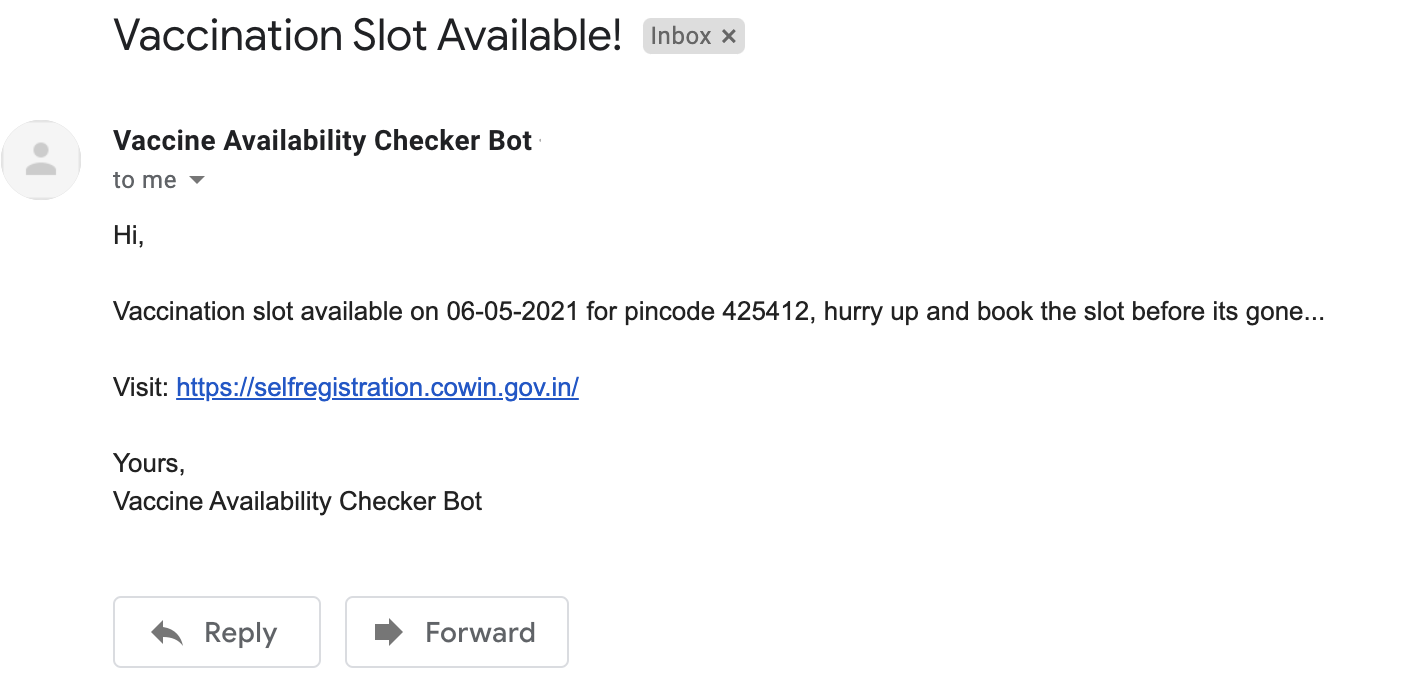 Vaccination Slot Available! Inbox ×
Vaccine Availability Checker Bot
to me
Hi,
Vaccination slot available on 06-05-2021 for pincode 425412, hurry up and book the slot before its gone...
Visit: https://selfregistration.cowin.gov.in/
Yours,
Vaccine Availability Checker Bot
Reply Forward